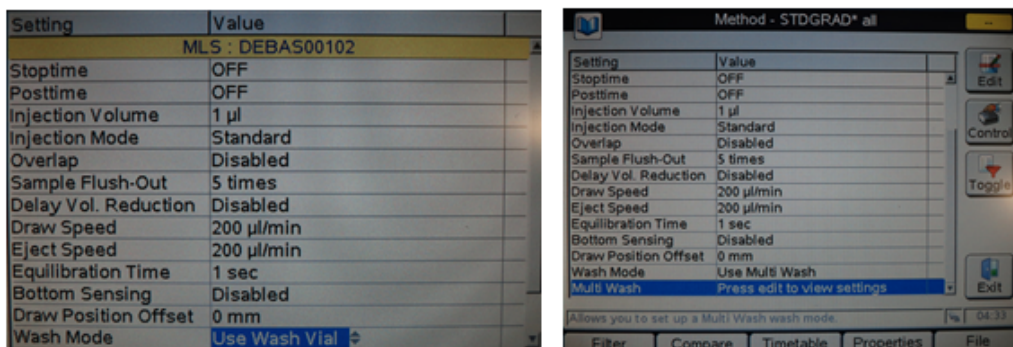 Setting Value
MLS : DEBAS00102
Stoptime OFF
Posttime OFF
Injection Volume 1 µl
Injection Mode Standard
Overlap Disabled
Sample Flush-Out 5 times
Delay Vol. Reduction Disabled
Draw Speed 200 µl/min
Eject Speed 200 µl/min
Equilibration Time 1 sec
Bottom Sensing Disabled
Draw Position Offset 0 mm
Wash Mode Use Wash Vial
Method - STDGRAD* all
--
Setting Value
Stoptime OFF
Posttime OFF
Injection Volume 1 µl
Injection Mode Standard
Overlap Disabled
Sample Flush-Out 5 times
Delay Vol. Reduction Disabled
Draw Speed 200 µl/min
Eject Speed 200 µl/min
Equilibration Time 1 sec
Bottom Sensing Disabled
Draw Position Offset 0 mm
Wash Mode Use Multi Wash
Multi Wash Press edit to view settings
Edit
Control
Toggle
Exit
Allows you to set up a Multi Wash wash mode.
04:33
Filter Compare Timetable Properties File